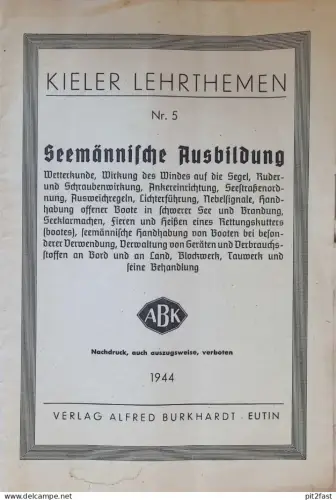 KIELER LEHRTHEMEN
Nr. 5
Seemännische Ausbildung
Wetterkunde, Wirkung des Windes auf die Segel, Ruder-
und Schraubenwirkung, Ankereinrichtung, Seestraßenord-
nung, Ausweichregeln, Lichterführung, Nebelsignale, Hand-
habung offener Boote in schwerer See und Brandung,
Seeklarmachen, Fieren und Heißen eines Rettungskutters
(bootes), seemännische Handhabung von Booten bei beson-
derer Verwendung, Verwaltung von Geräten und Verbrauchs-
stoffen an Bord und an Land, Blockwerk, Tauwerk und
seine Behandlung
ABK
Nachdruck, auch auszugsweise, verboten
1944
VERLAG ALFRED BURKHARDT · EUTIN
© www.delcampe.net
pit2fast